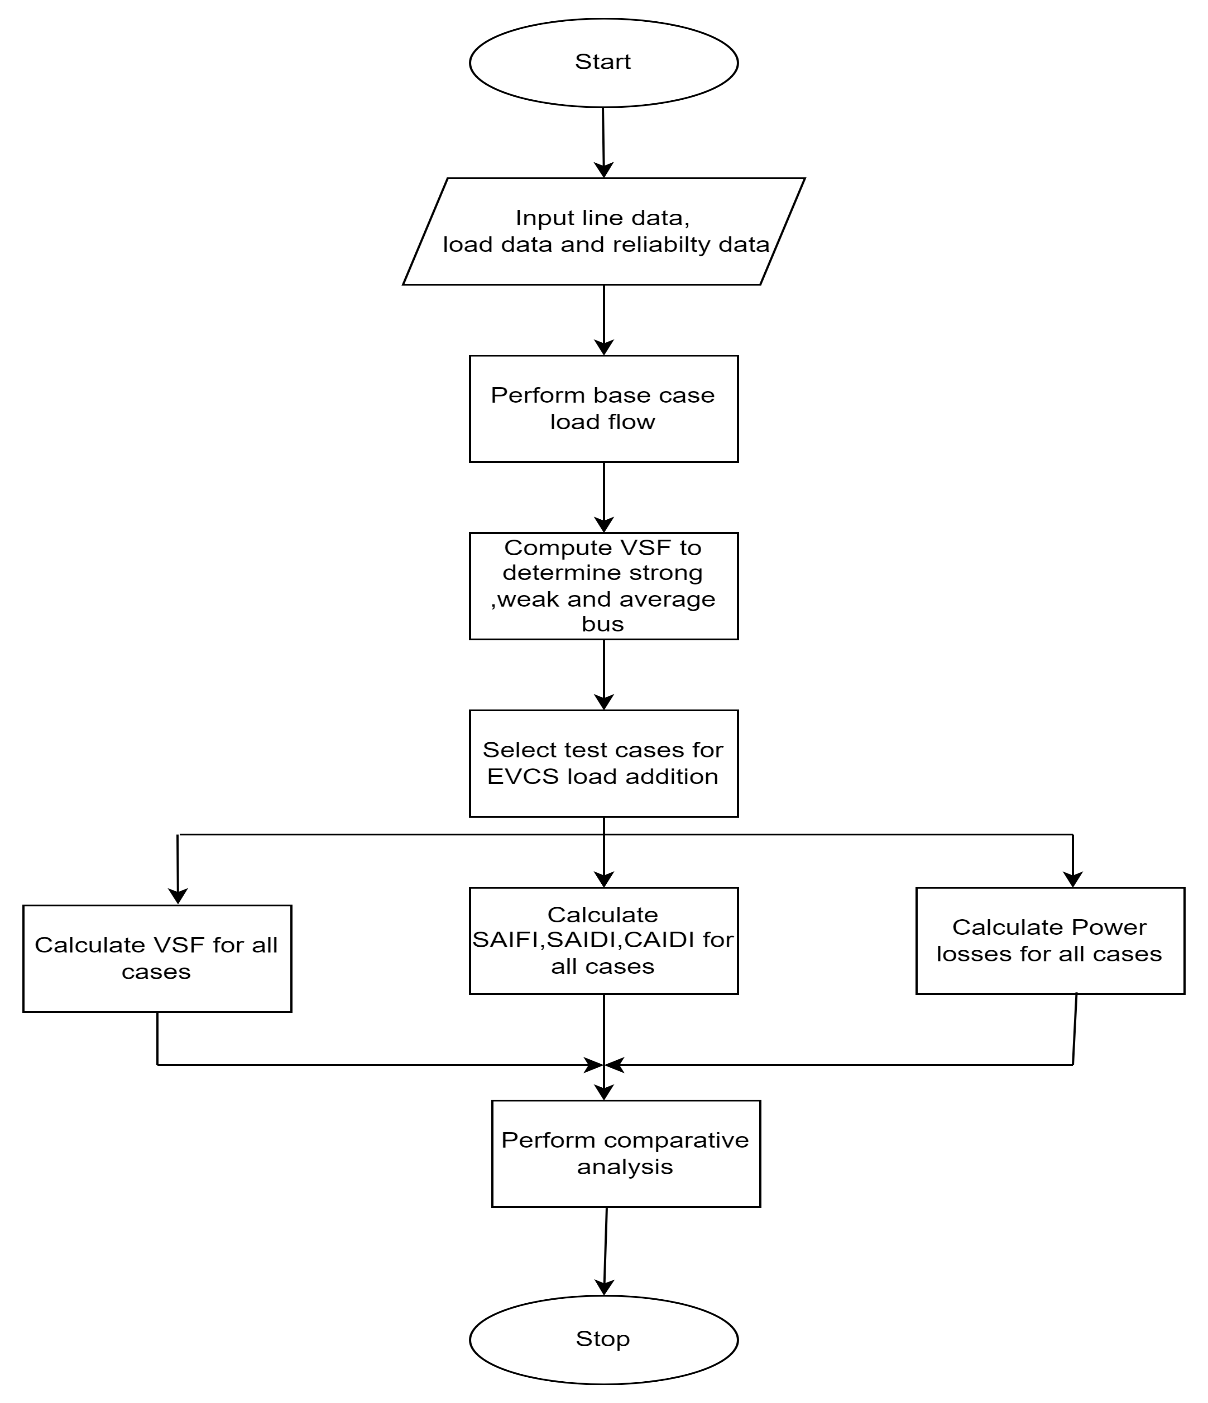 Start
Input line data,
load data and reliabilty data
Perform base case
load flow
Compute VSF to
determine strong
,weak and average
bus
Select test cases for
EVCS load addition
Calculate VSF for all
cases
Calculate
SAIFI,SAIDI,CAIDI for
all cases
Calculate Power
losses for all cases
Perform comparative
analysis
Stop